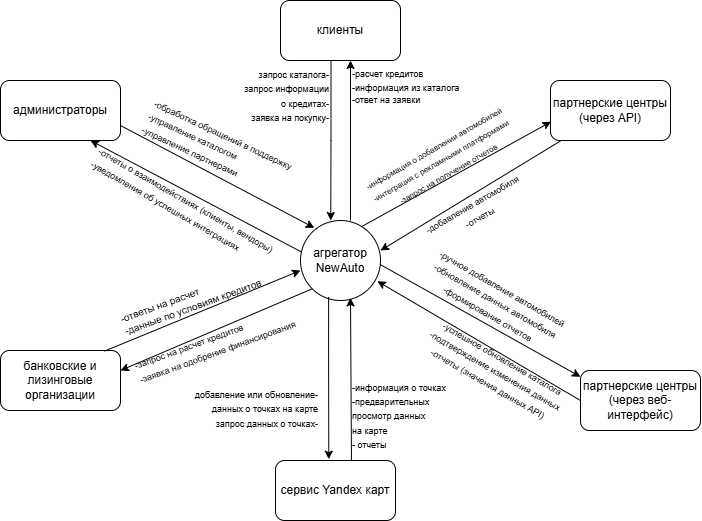 клиенты
запрос каталога-
запрос информации
о кредитах-
заявка на покупку-
-расчет кредитов
-информация из каталога
-ответ на заявки
администраторы
-обработка обращений в поддержку
-управление каталогом
-управление партнерами
-отчеты о взаимодействиях (клиенты, вендоры)
-уведомления об успешных интеграциях
партнерские центры
(через API)
-информация о добавлении автомобилей
-интеграция с рекламными платформами
-запрос на получение отчетов
-добавление автомобиля
-отчеты
агрегатор
NewAuto
-ответы на расчет
-данные по условиям кредитов
-запрос на расчет кредитов
-заявка на одобрение финансирования
банковские и
лизинговые
организации
-ручное добавление автомобилей
-обновление данных автомобиля
-формирование отчетов
-успешное обновление каталога
-подтверждение изменения данных
-отчеты (значения данных API)
партнерские центры
(через веб-
интерфейс)
добавление или обновление-
данных о точках на карте
запрос данных о точках-
-информация о точках
-предварительных
просмотр данных
на карте
- отчеты
сервис Yandex карт